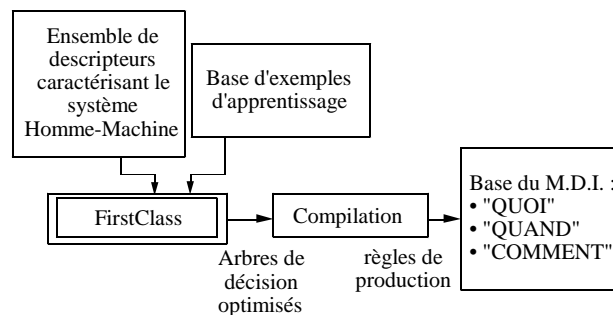 Ensemble de
descripteurs
caractérisant le
système
Homme-Machine
Base d'exemples
d'apprentissage
FirstClass
Compilation
Arbres de
décision
optimisés
règles de
production
Base du M.D.I. :
• "QUOI"
• "QUAND"
• "COMMENT"